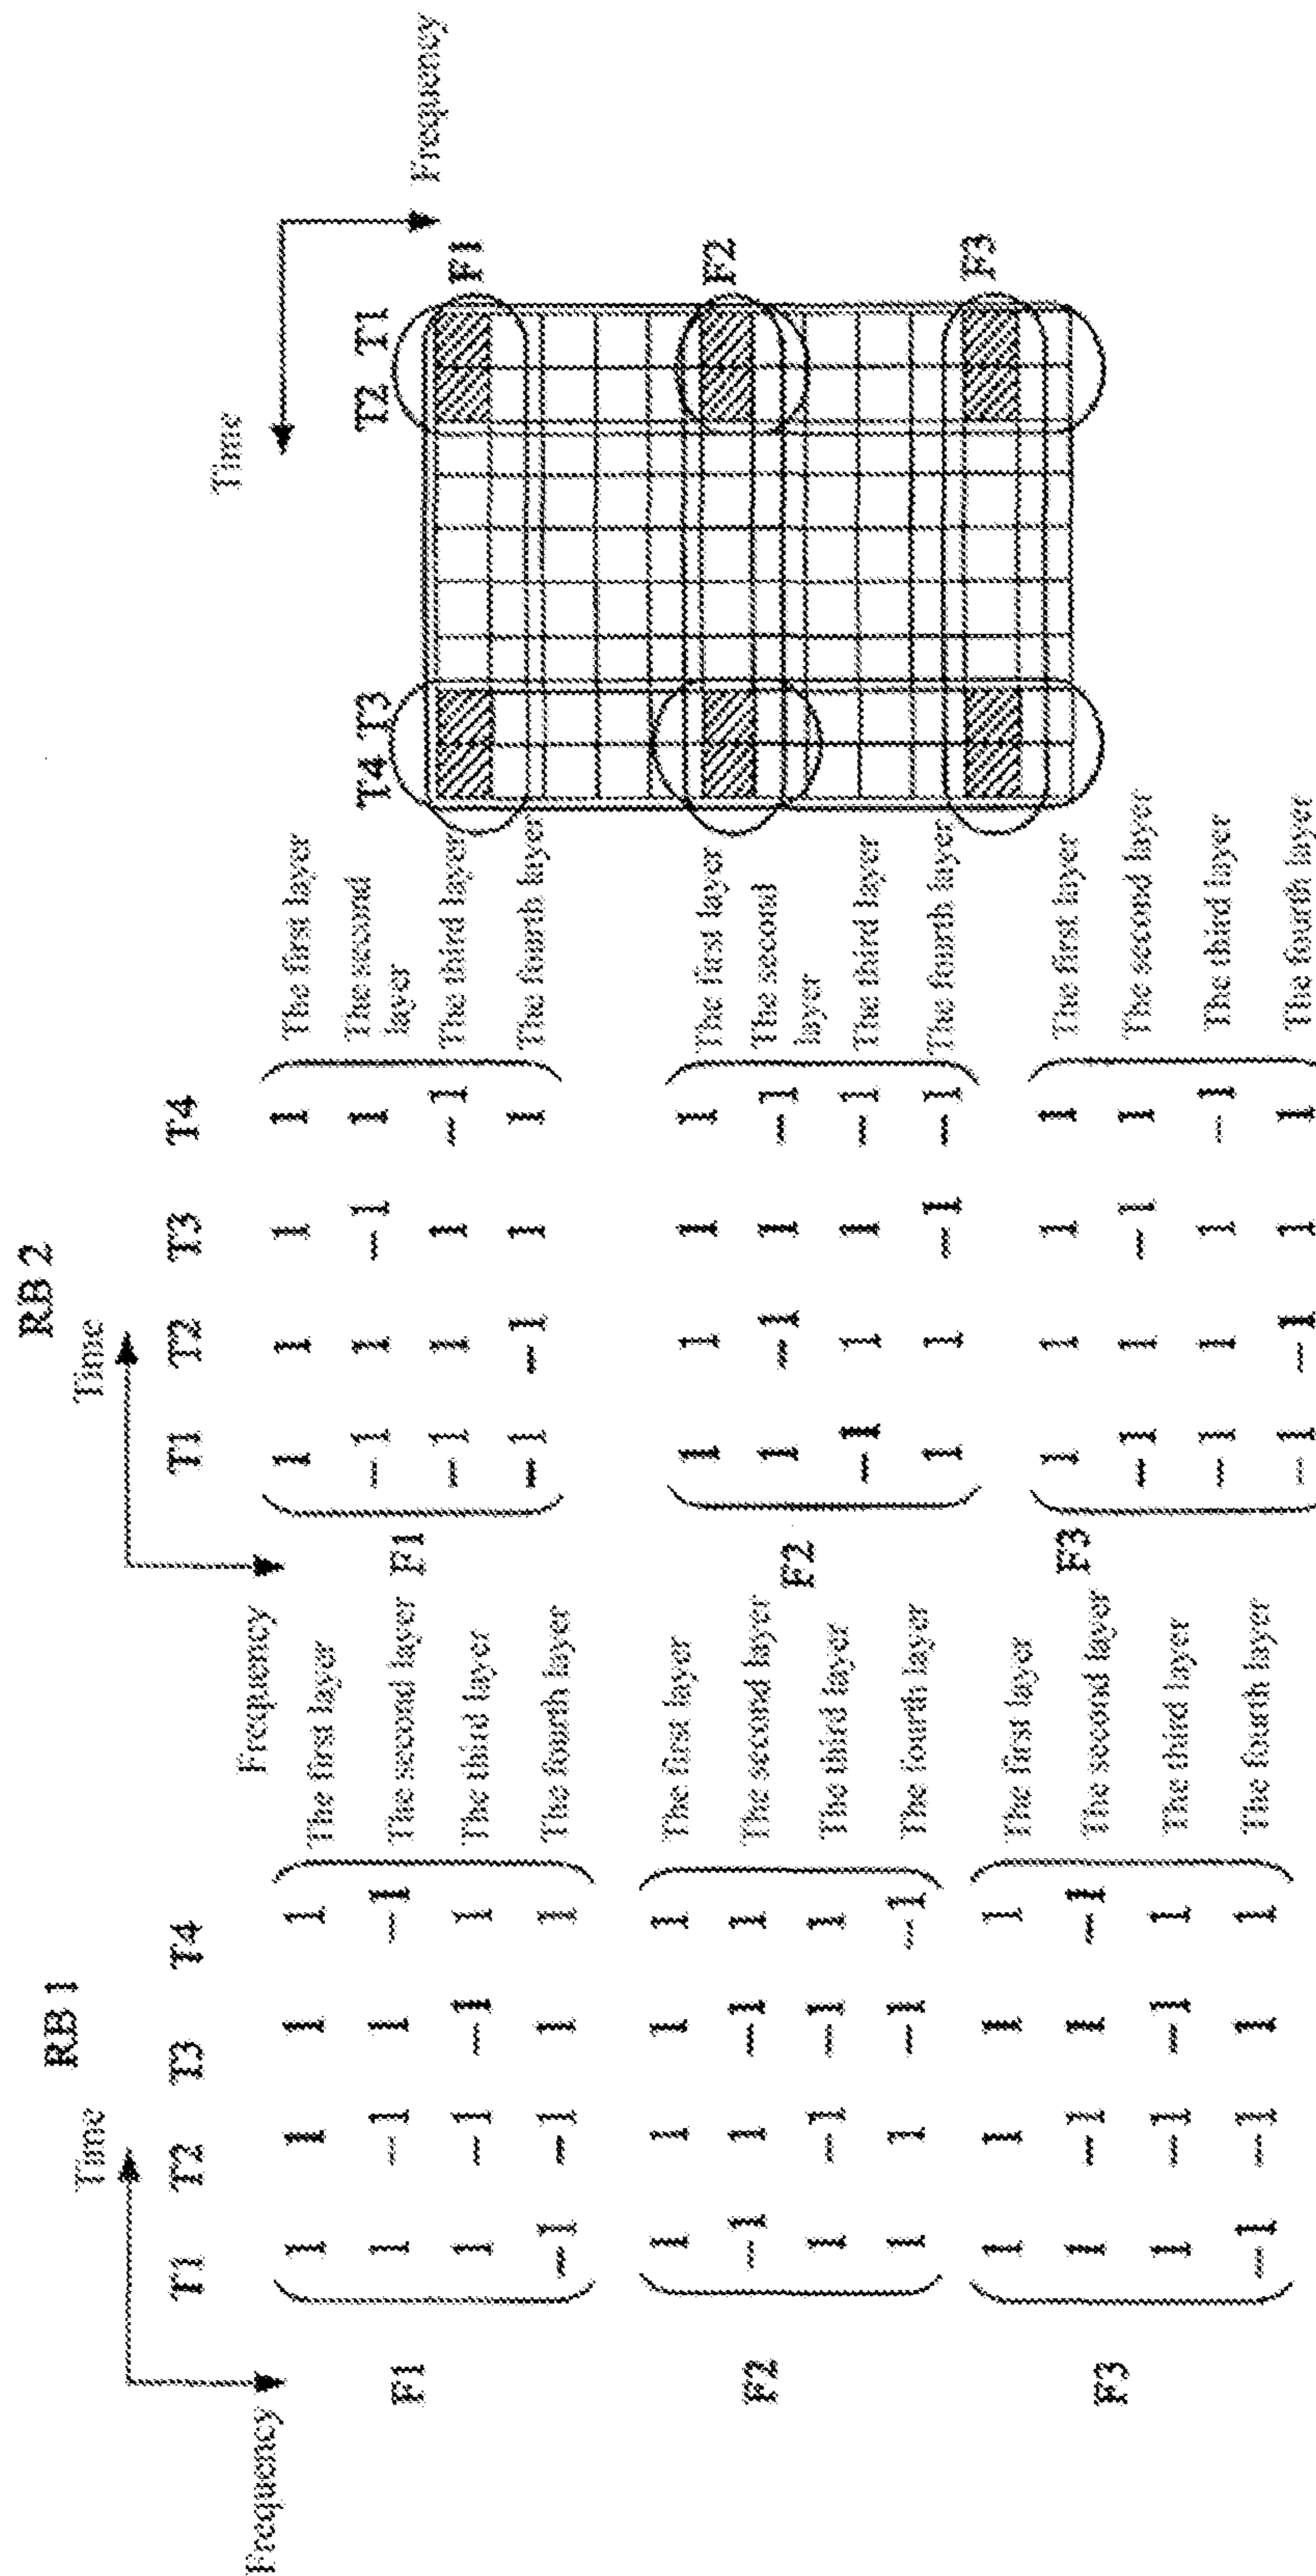 RB 1
Time
Frequency
T1 T2 T3 T4
F1
1 1 1 1 The first layer
1 -1 1 -1 The second layer
1 -1 -1 1 The third layer
-1 -1 1 1 The fourth layer
F2
1 1 1 1 The first layer
-1 1 -1 1 The second layer
1 -1 -1 1 The third layer
1 1 -1 -1 The fourth layer
F3
1 1 1 1 The first layer
1 -1 1 -1 The second layer
1 -1 -1 1 The third layer
-1 -1 1 1 The fourth layer
RB 2
Time
Frequency
T1 T2 T3 T4
F1
1 1 1 1 The first layer
-1 1 -1 1 The second
layer
-1 1 1 -1 The third layer
-1 -1 1 1 The fourth layer
F2
1 1 1 1 The first layer
1 -1 1 -1 The second
layer
-1 1 1 -1 The third layer
1 1 -1 -1 The fourth layer
F3
1 1 1 1 The first layer
-1 1 -1 1 The second layer
-1 1 1 -1 The third layer
-1 -1 1 1 The fourth layer
Time
Frequency
T4 T3 T2 T1
F1
F2
F3